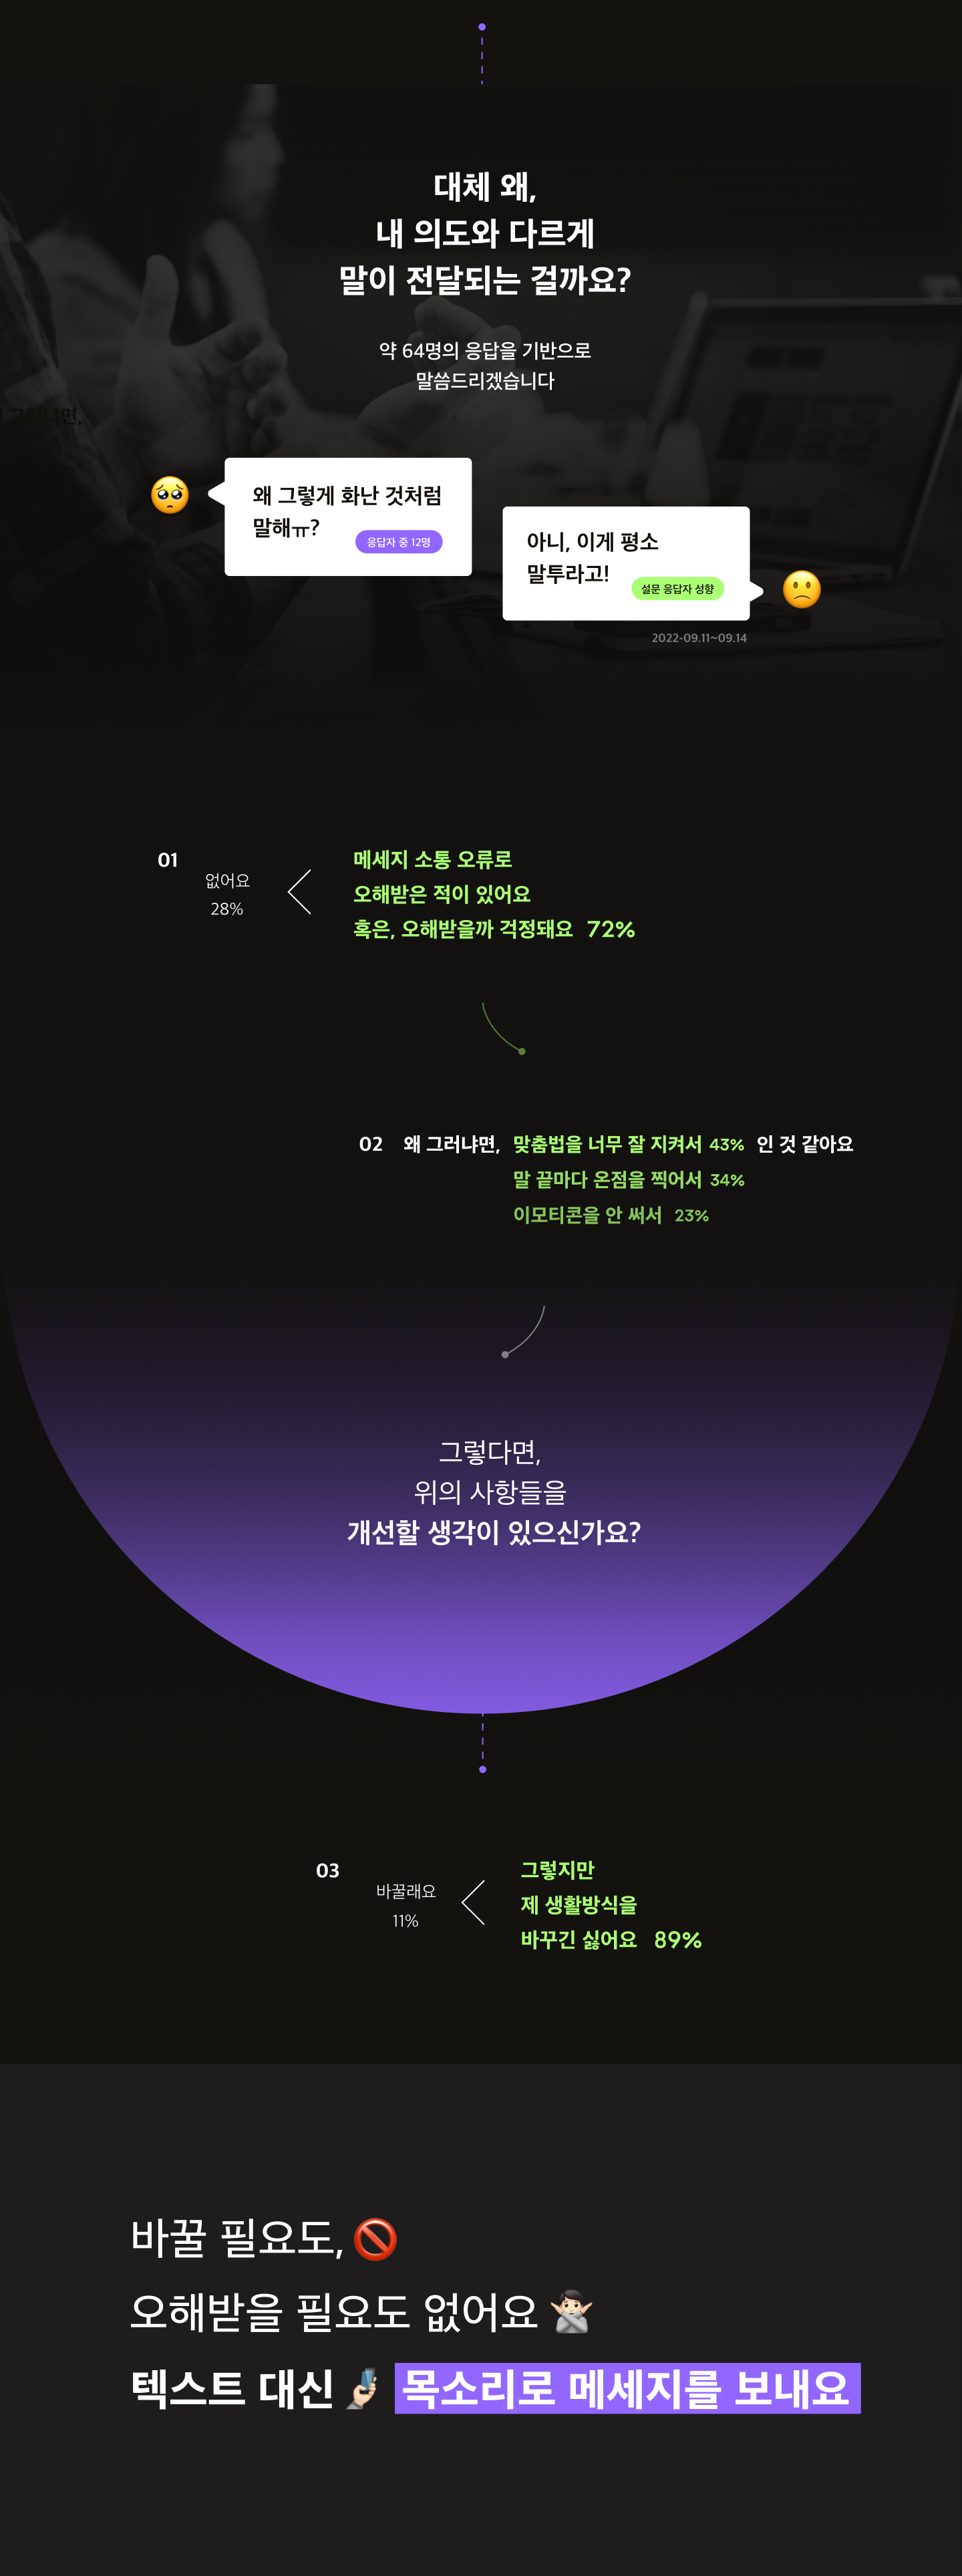 대체 왜,
내 의도와 다르게
말이 전달되는 걸까요?
약 64명의 응답을 기반으로
말씀드리겠습니다
그러냐면,
왜 그렇게 화난 것처럼
말해ㅠ?
응답자 중 12명
아니, 이게 평소
말투라고!
설문 응답자 성향
2022-09.11~09.14
01
없어요
28%
메세지 소통 오류로
오해받은 적이 있어요
혹은, 오해받을까 걱정돼요 72%
02 왜 그러냐면, 맞춤법을 너무 잘 지켜서 43% 인 것 같아요
말 끝마다 온점을 찍어서 34%
이모티콘을 안 써서 23%
그렇다면,
위의 사항들을
개선할 생각이 있으신가요?
03
바꿀래요
11%
그렇지만
제 생활방식을
바꾸긴 싫어요 89%
바꿀 필요도, 🚫
오해받을 필요도 없어요 🙅🏻
텍스트 대신 🤳🏻 목소리로 메세지를 보내요